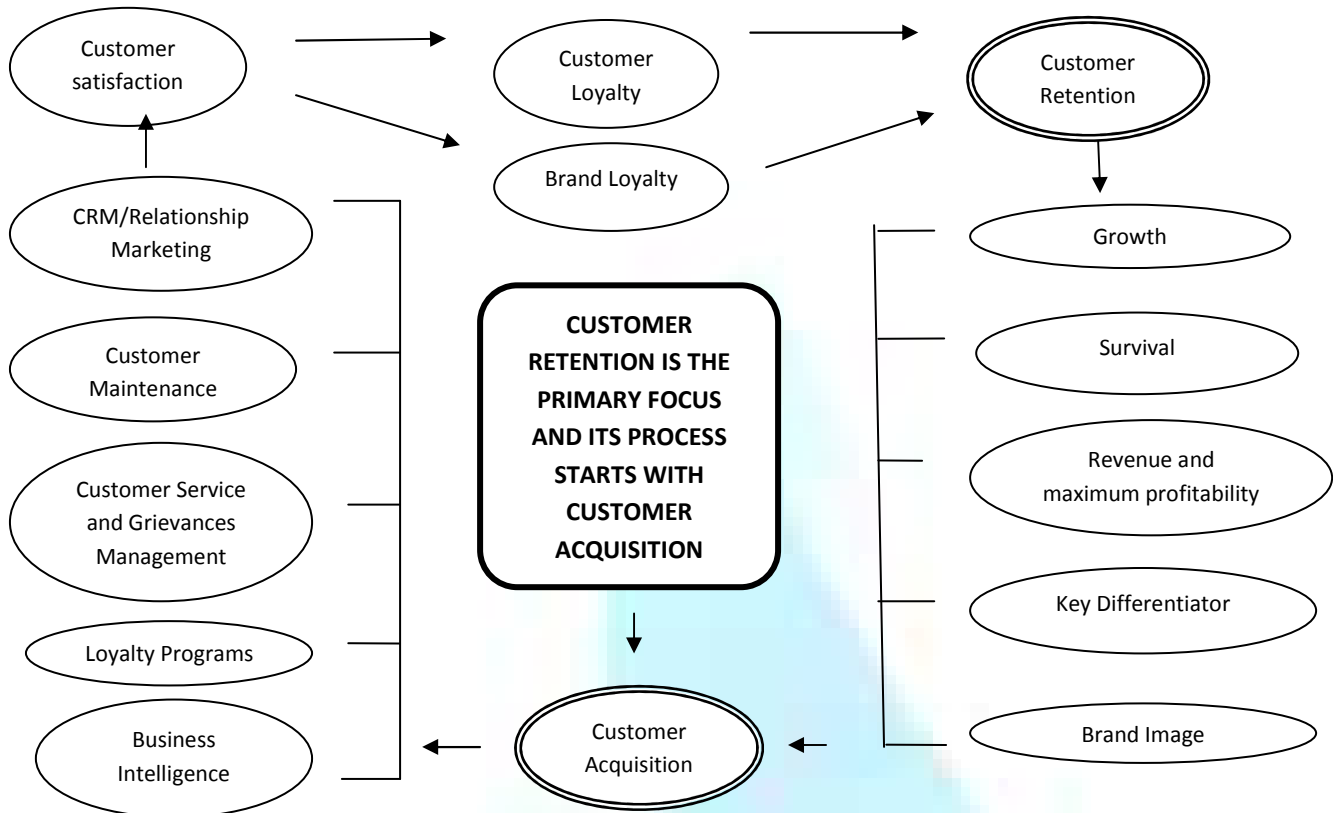 Customer
satisfaction
Customer
Loyalty
Customer
Retention
Brand Loyalty
CRM/Relationship
Marketing
Growth
CUSTOMER
RETENTION IS THE
PRIMARY FOCUS
AND ITS PROCESS
STARTS WITH
CUSTOMER
ACQUISITION
Customer
Maintenance
Survival
Customer Service
and Grievances
Management
Revenue and
maximum profitability
Key Differentiator
Loyalty Programs
Business
Intelligence
Customer
Acquisition
Brand Image